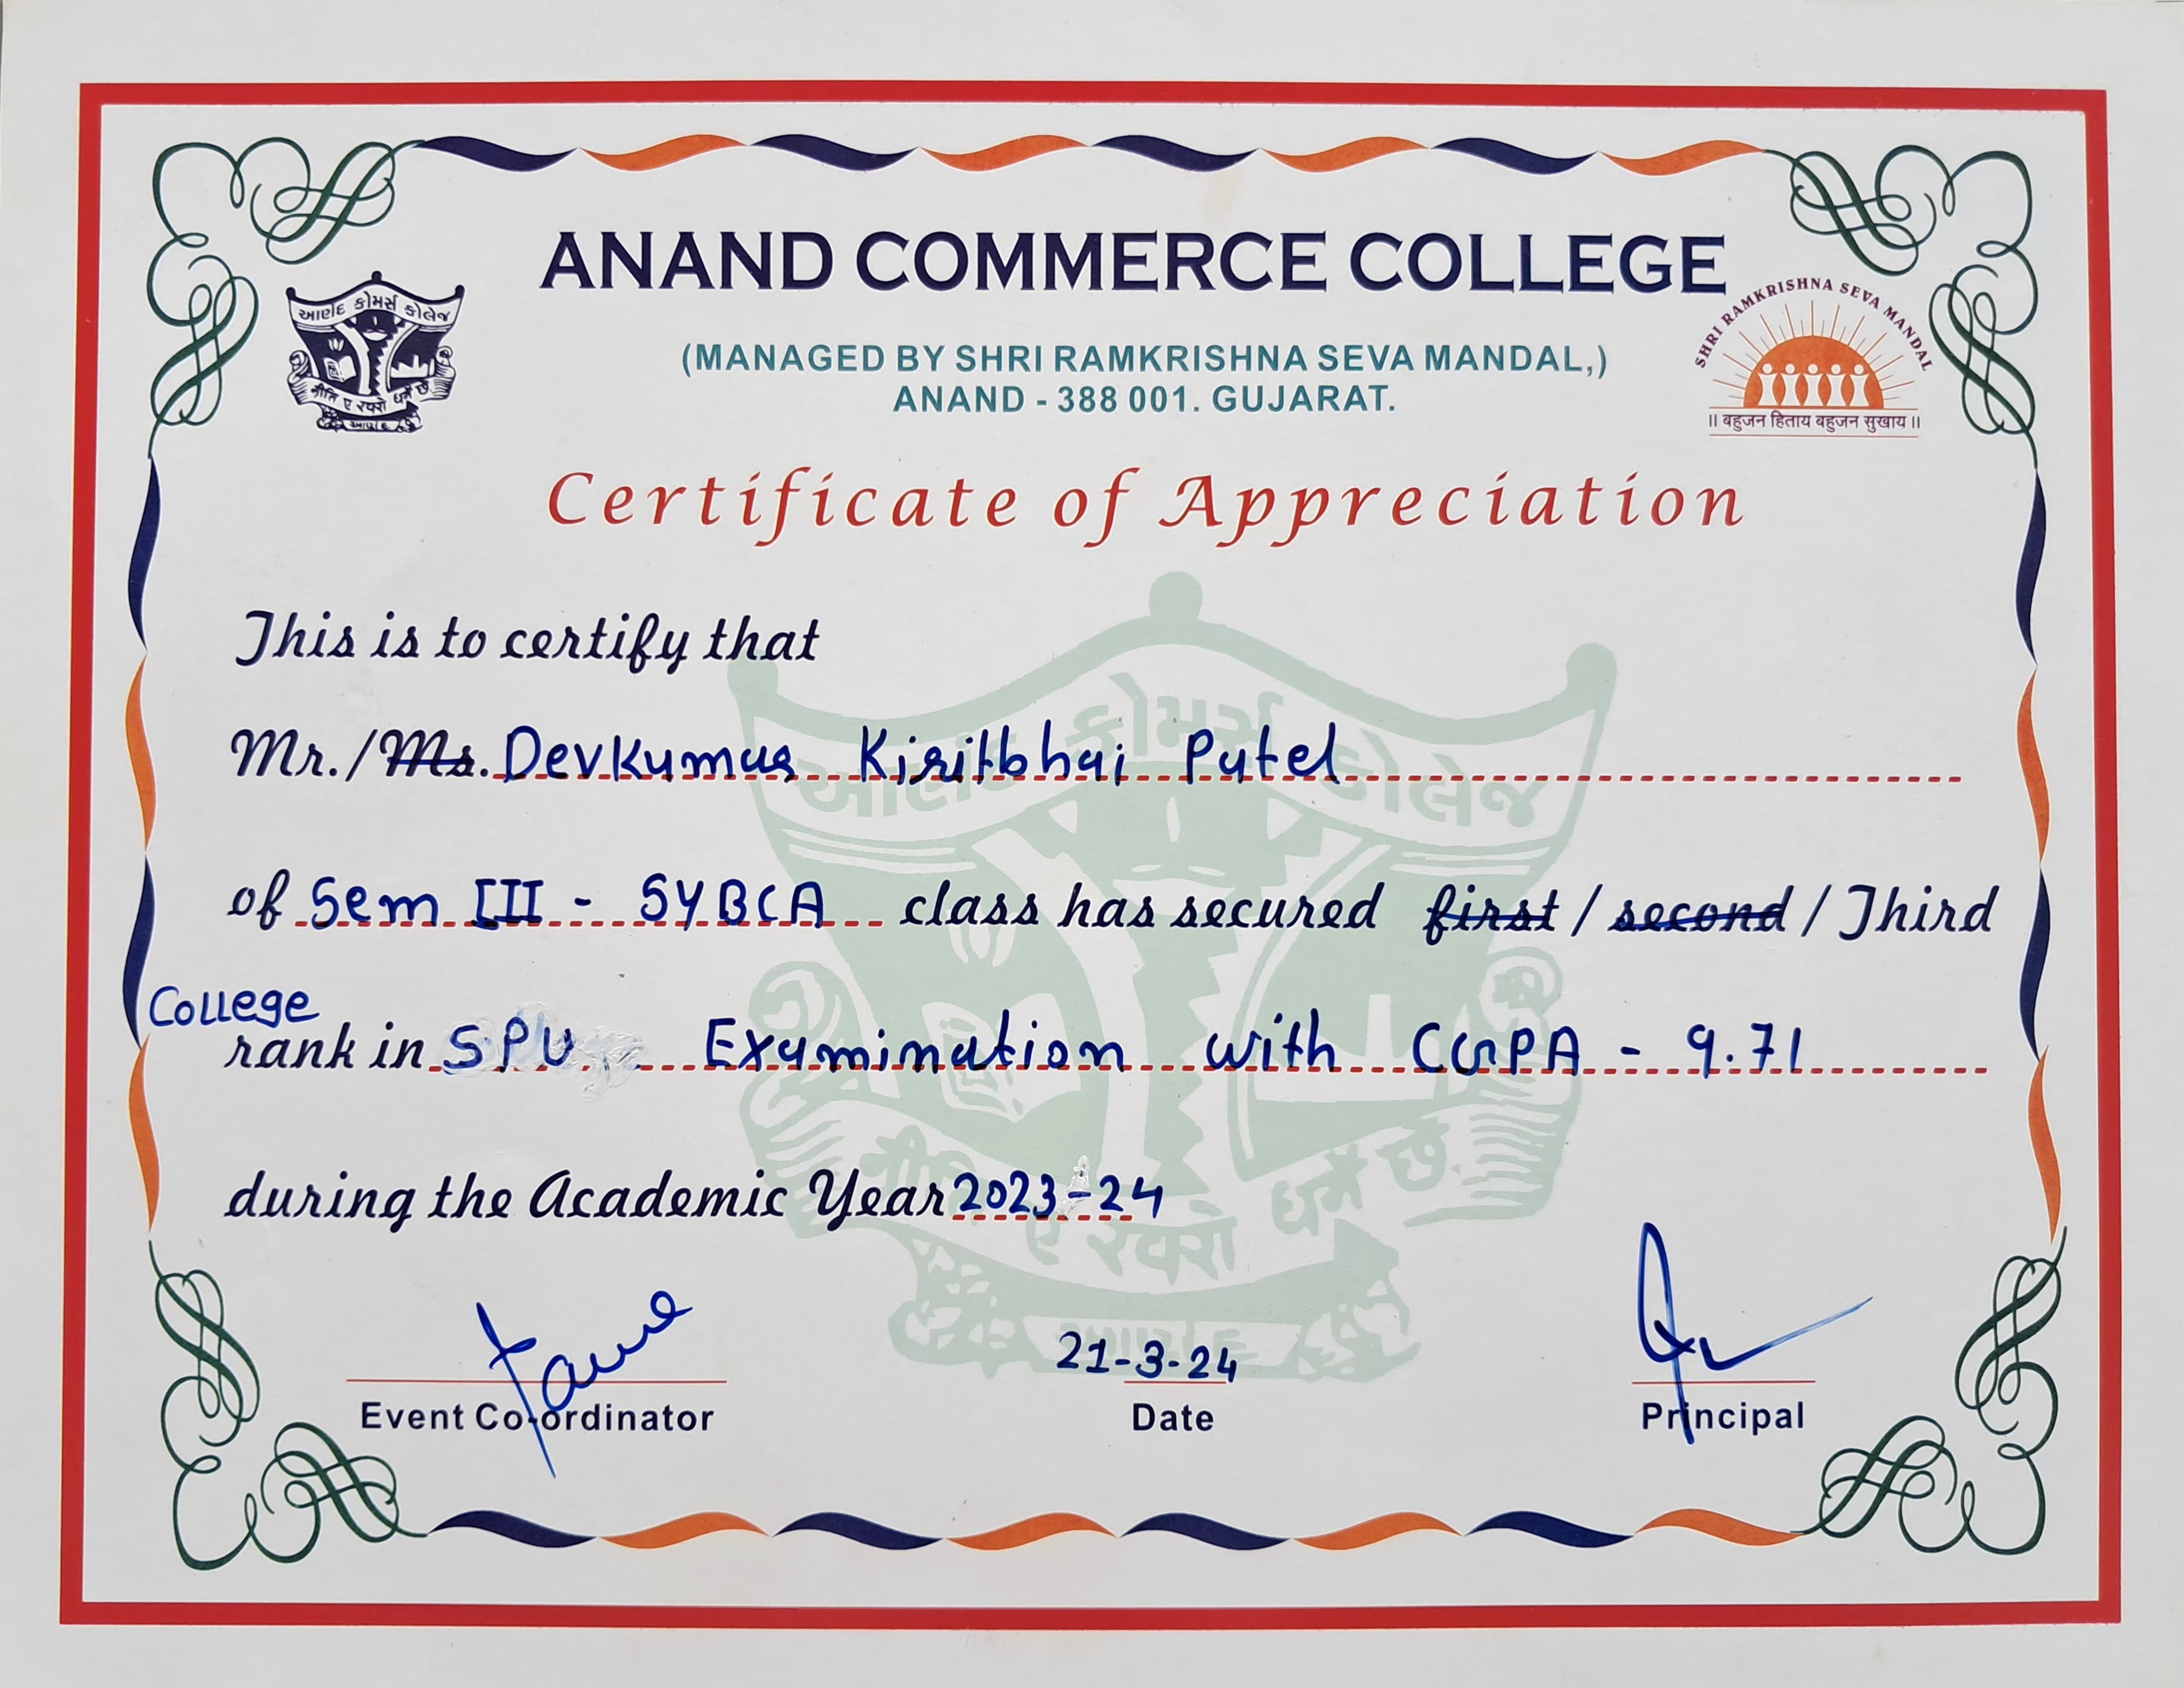 ANAND COMMERCE COLLEGE
આણંદ કોમર્સ કોલેજ
નીતિ એ રક્ષો ધર્મ છે
આણંદ
(MANAGED BY SHRI RAMKRISHNA SEVA MANDAL,)
ANAND - 388 001. GUJARAT.
SHRI RAMKRISHNA SEVA MANDAL
॥ बहुजन हिताय बहुजन सुखाय ॥
Certificate of Appreciation
This is to certify that
Mr./Ms. Devkumar Kiritbhai Patel
of Sem III - SYBCA class has secured first / second / Third
College
rank in SPU Examination with CGPA - 9.71
during the Academic Year 2023-24
21-3-24
Event Co-ordinator Date Principal
આણંદ કોમર્સ કોલેજ